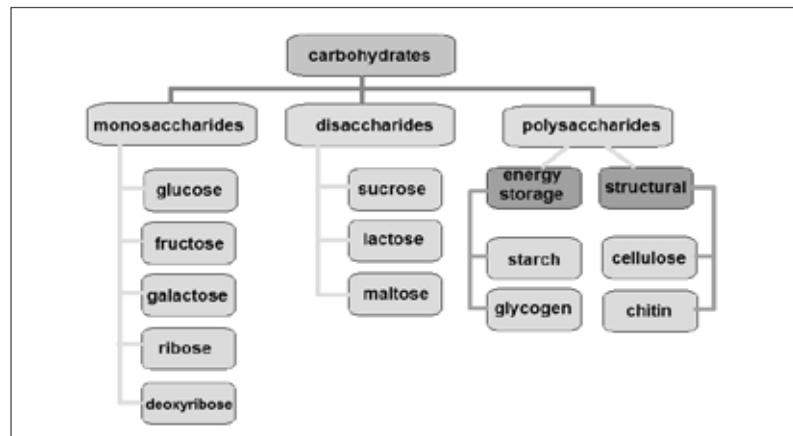 carbohydrates
monosaccharides
disaccharides
polysaccharides
glucose
fructose
galactose
ribose
deoxyribose
sucrose
lactose
maltose
energy
storage
structural
starch
glycogen
cellulose
chitin